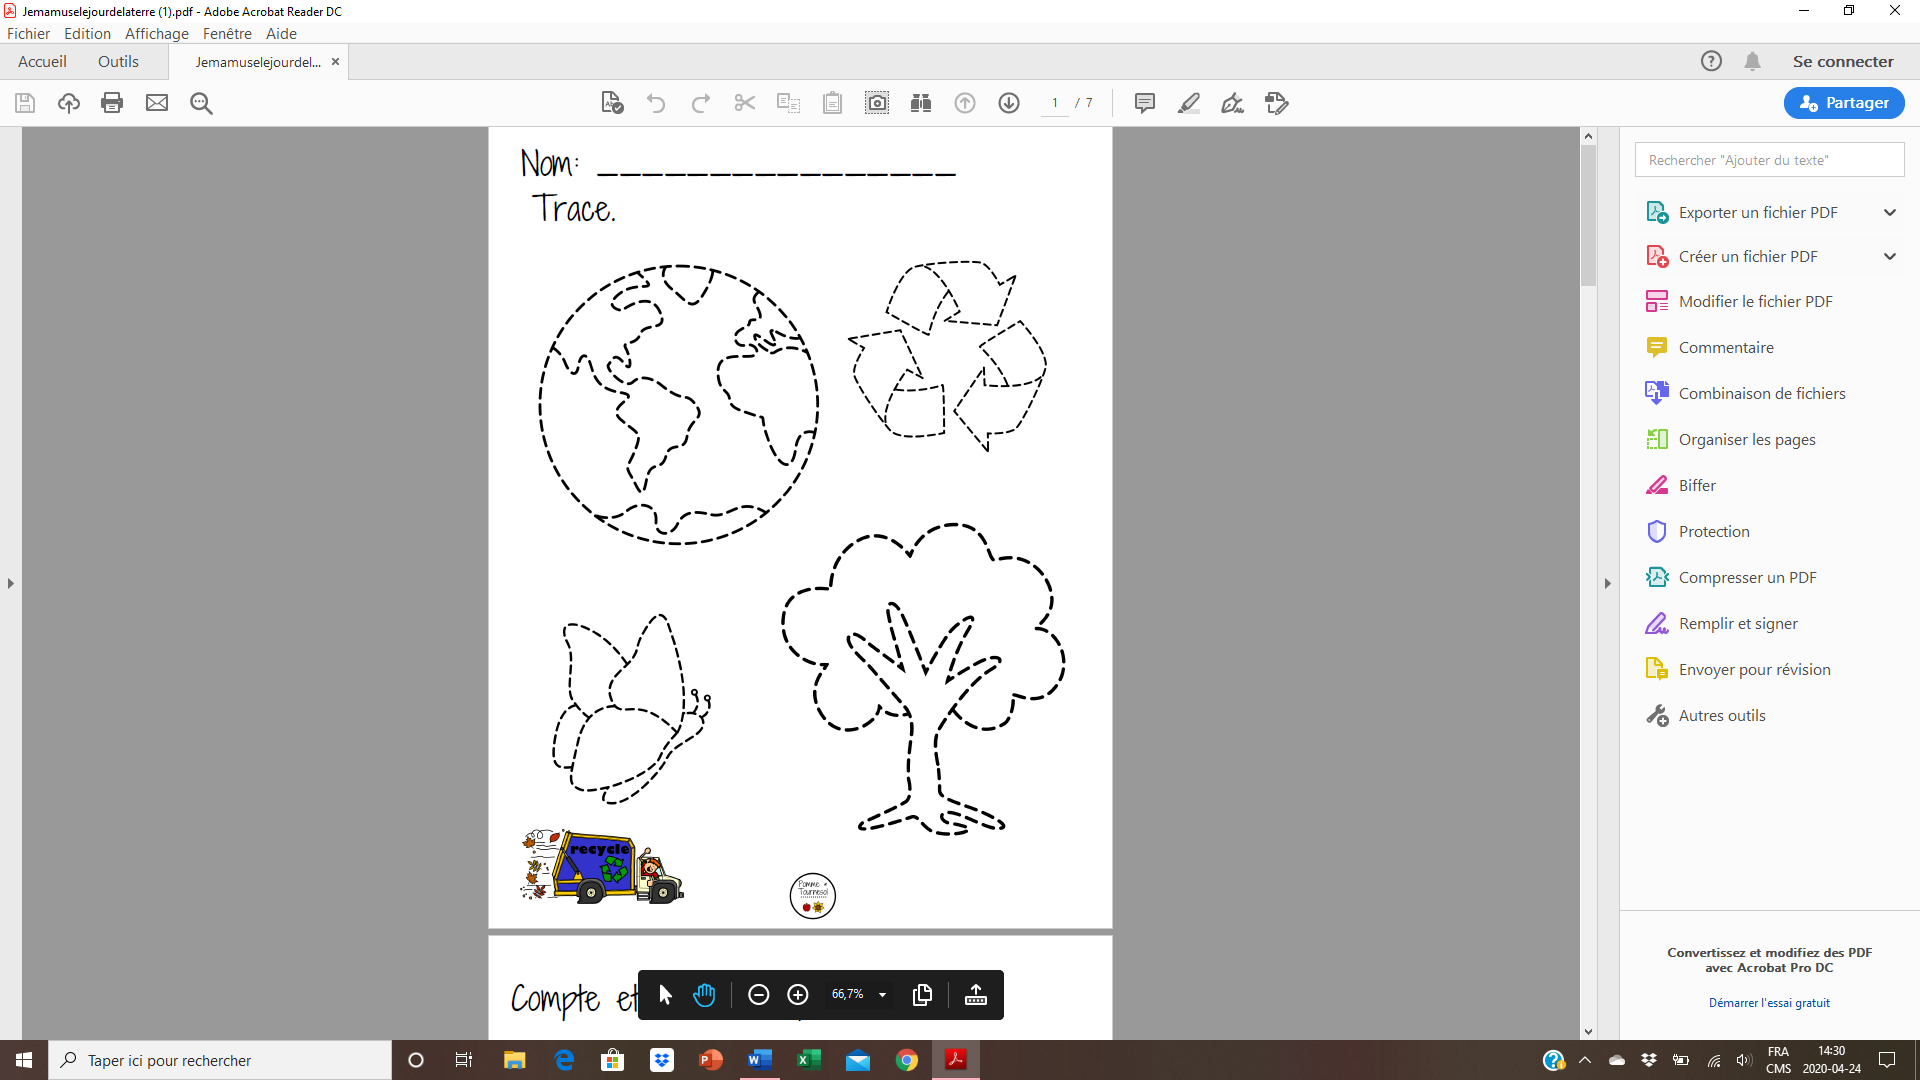 Jemamuselejourdelaterre (1).pdf - Adobe Acrobat Reader DC
Fichier Edition Affichage Fenêtre Aide
Accueil Outils Jemamuselejourdel... × Se connecter
1 / 7 Partager
Nom: ________________
Trace.
recycle
Pomme &
Tournesol
Compte et
66,7%
Rechercher "Ajouter du texte"
Exporter un fichier PDF
Créer un fichier PDF
Modifier le fichier PDF
Commentaire
Combinaison de fichiers
Organiser les pages
Biffer
Protection
Compresser un PDF
Remplir et signer
Envoyer pour révision
Autres outils
Convertissez et modifiez des PDF
avec Acrobat Pro DC
Démarrer l'essai gratuit
Taper ici pour rechercher
FRA 14:30
CMS 2020-04-24